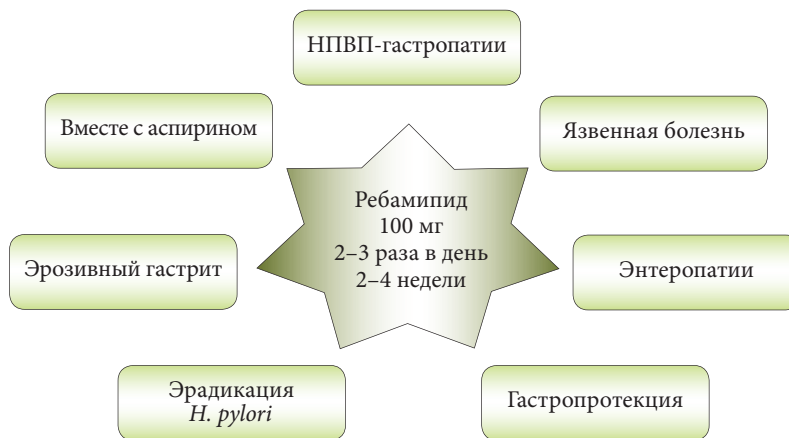 НПВП-гастропатии
Вместе с аспирином
Язвенная болезнь
Ребамипид
100 мг
2–3 раза в день
2–4 недели
Эрозивный гастрит
Энтеропатии
Эрадикация
H. pylori
Гастропротекция